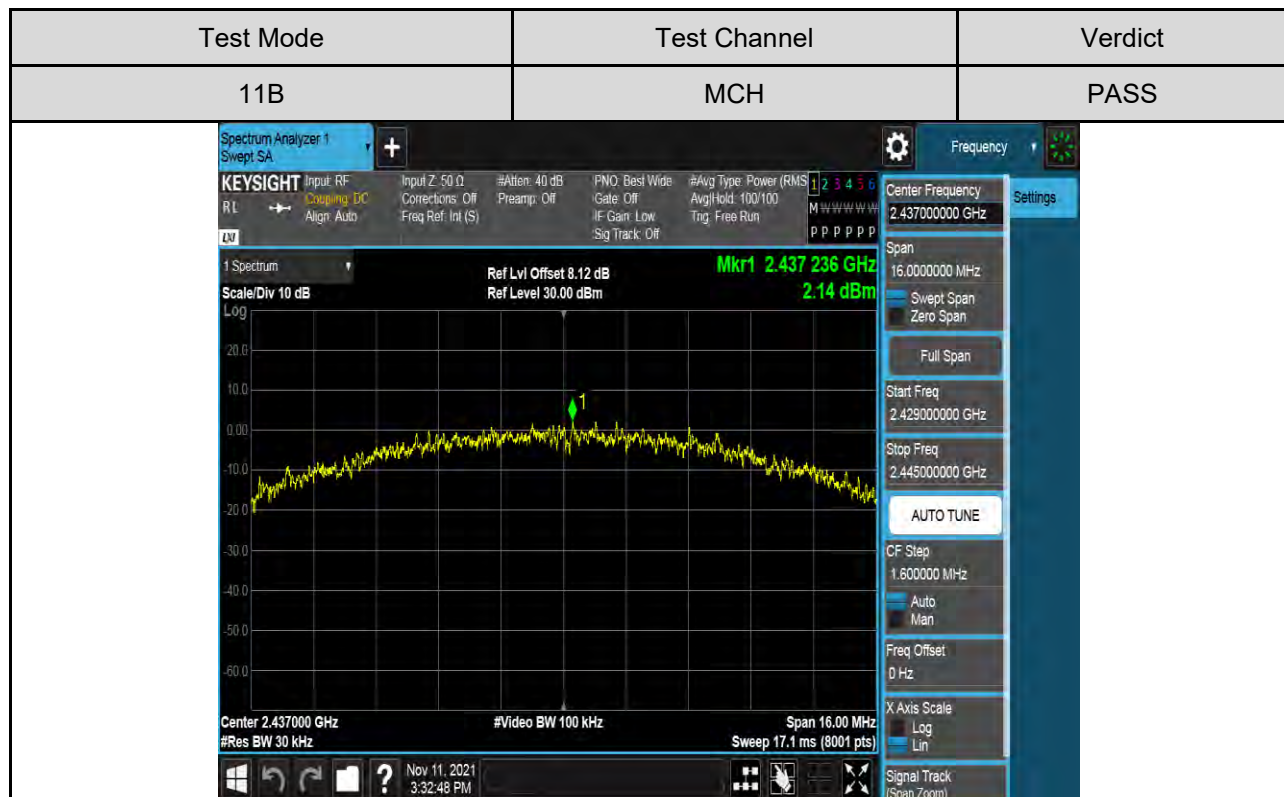 Test Mode Test Channel Verdict
11B MCH PASS
Spectrum Analyzer 1
Swept SA
+
Frequency
KEYSIGHT
RL
LXI
Input: RF
Coupling: DC
Align: Auto
Input Z: 50 Ω
Corrections: Off
Freq Ref: Int (S)
#Atten: 40 dB
Preamp: Off
PNO: Best Wide
Gate: Off
IF Gain: Low
Sig Track: Off
#Avg Type: Power (RMS
Avg|Hold: 100/100
Trig: Free Run
1 2 3 4 5 6
M W W W W W
P P P P P P
1 Spectrum
Scale/Div 10 dB
Log
Ref Lvl Offset 8.12 dB
Ref Level 30.00 dBm
Mkr1 2.437 236 GHz
2.14 dBm
20.0
10.0
0.00
-10.0
-20.0
-30.0
-40.0
-50.0
-60.0
1
Center 2.437000 GHz
#Res BW 30 kHz
#Video BW 100 kHz
Span 16.00 MHz
Sweep 17.1 ms (8001 pts)
Center Frequency
2.437000000 GHz
Settings
Span
16.0000000 MHz
Swept Span
Zero Span
Full Span
Start Freq
2.429000000 GHz
Stop Freq
2.445000000 GHz
AUTO TUNE
CF Step
1.600000 MHz
Auto
Man
Freq Offset
0 Hz
X Axis Scale
Log
Lin
Signal Track
(Span Zoom)
?
Nov 11, 2021
3:32:48 PM